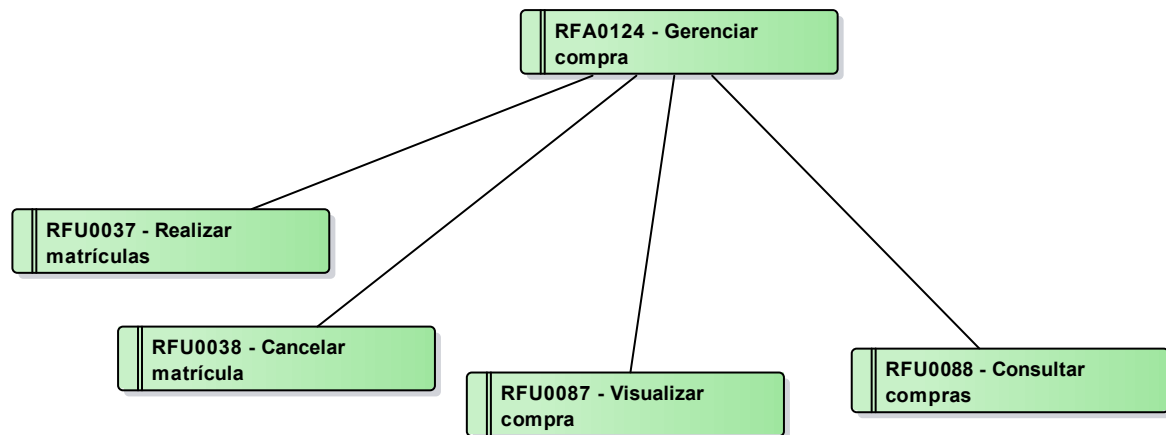 RFA0124 - Gerenciar
compra
RFU0037 - Realizar
matrículas
RFU0038 - Cancelar
matrícula
RFU0087 - Visualizar
compra
RFU0088 - Consultar
compras